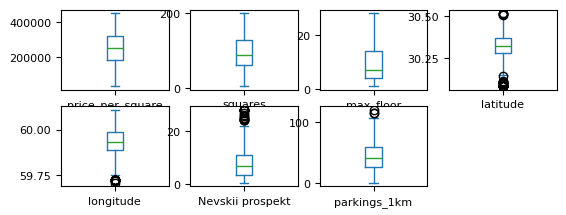 400000
200000
200
0
20
0
30.50
30.25
price_per_square
squares
max_floor
latitude
60.00
59.75
20
0
100
0
longitude
Nevskii prospekt
parkings_1km